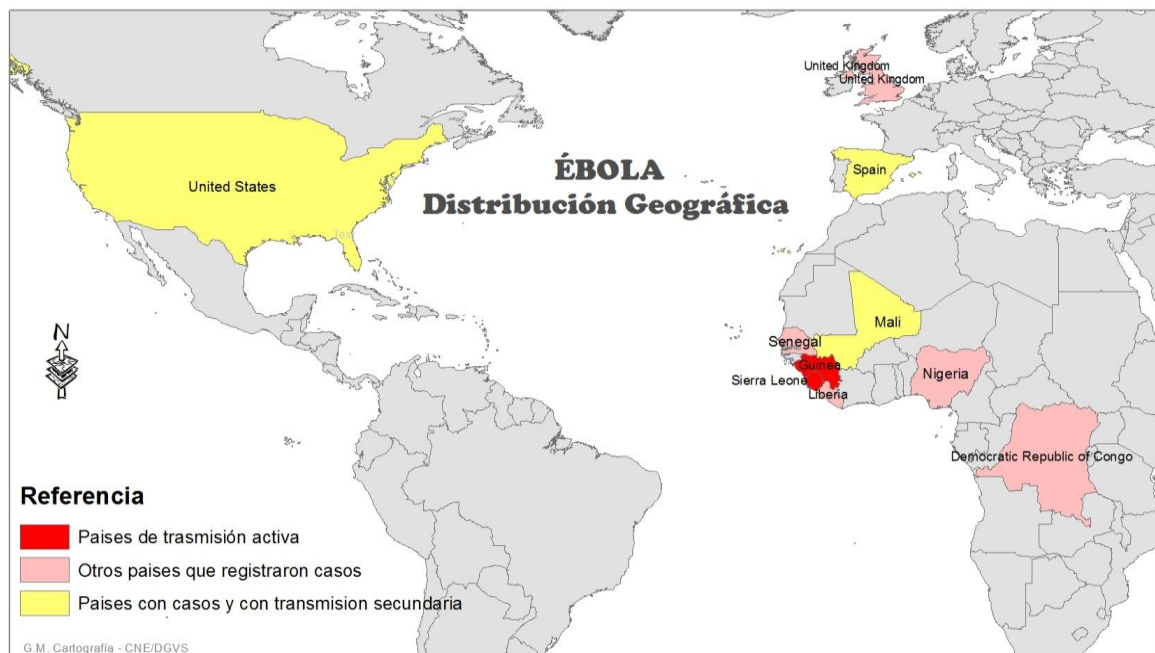 United Kingdom
United Kingdom
ÉBOLA
Distribución Geográfica
Spain
United States
Tex
Mali
Senegal
Guinea
Sierra Leone
Liberia
Nigeria
Democratic Republic of Congo
N
Referencia
Paises de trasmisión activa
Otros paises que registraron casos
Paises con casos y con transmision secundaria
G.M. Cartografía - CNE/DGVS